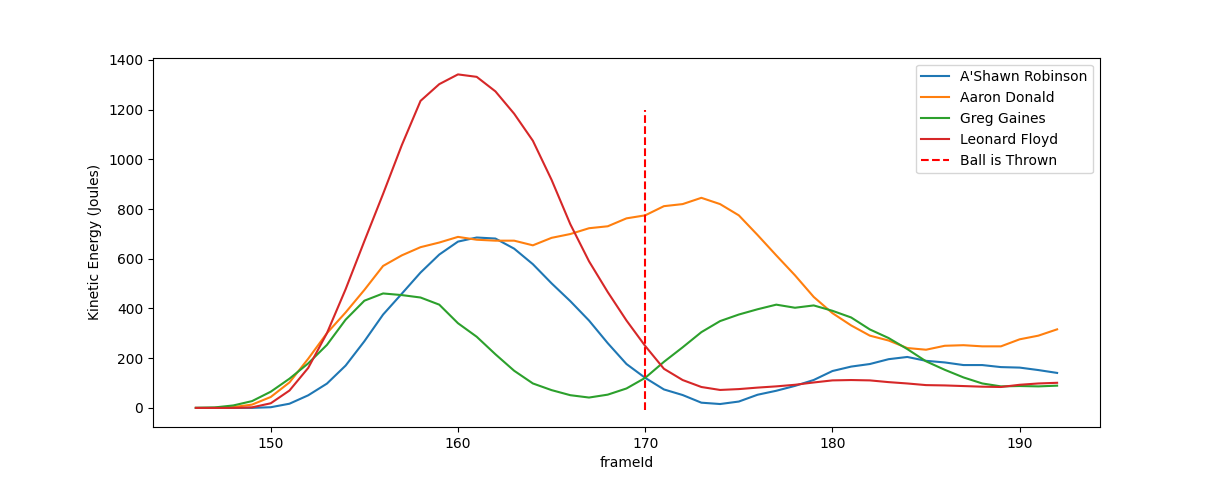 1400
1200
1000
800
600
400
200
0
Kinetic Energy (Joules)
A'Shawn Robinson
Aaron Donald
Greg Gaines
Leonard Floyd
Ball is Thrown
150 160 170 180 190
frameId